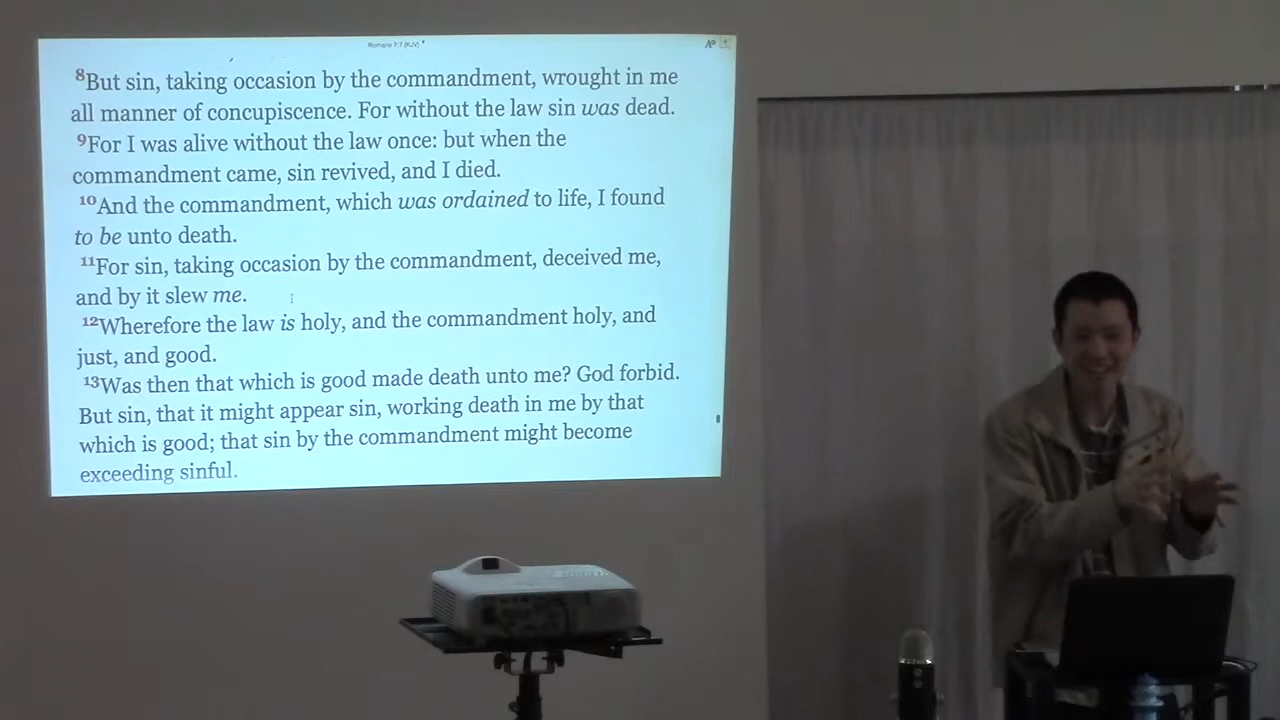 Romans 7:7 (KJV)
⁸But sin, taking occasion by the commandment, wrought in me
all manner of concupiscence. For without the law sin was dead.
⁹For I was alive without the law once: but when the
commandment came, sin revived, and I died.
¹⁰And the commandment, which was ordained to life, I found
to be unto death.
¹¹For sin, taking occasion by the commandment, deceived me,
and by it slew me.
¹²Wherefore the law is holy, and the commandment holy, and
just, and good.
¹³Was then that which is good made death unto me? God forbid.
But sin, that it might appear sin, working death in me by that
which is good; that sin by the commandment might become
exceeding sinful.